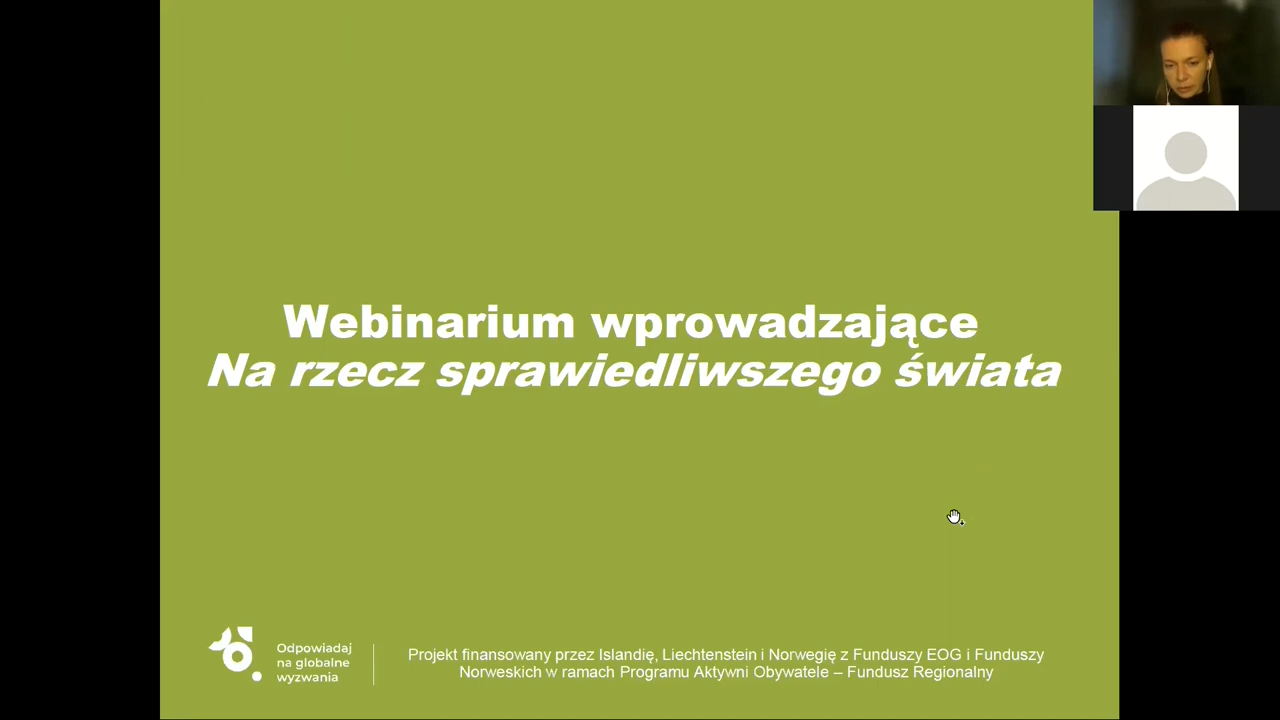 Webinarium wprowadzające
Na rzecz sprawiedliwszego świata
Odpowiadaj
na globalne
wyzwania
Projekt finansowany przez Islandię, Liechtenstein i Norwegię z Funduszy EOG i Funduszy
Norweskich w ramach Programu Aktywni Obywatele – Fundusz Regionalny